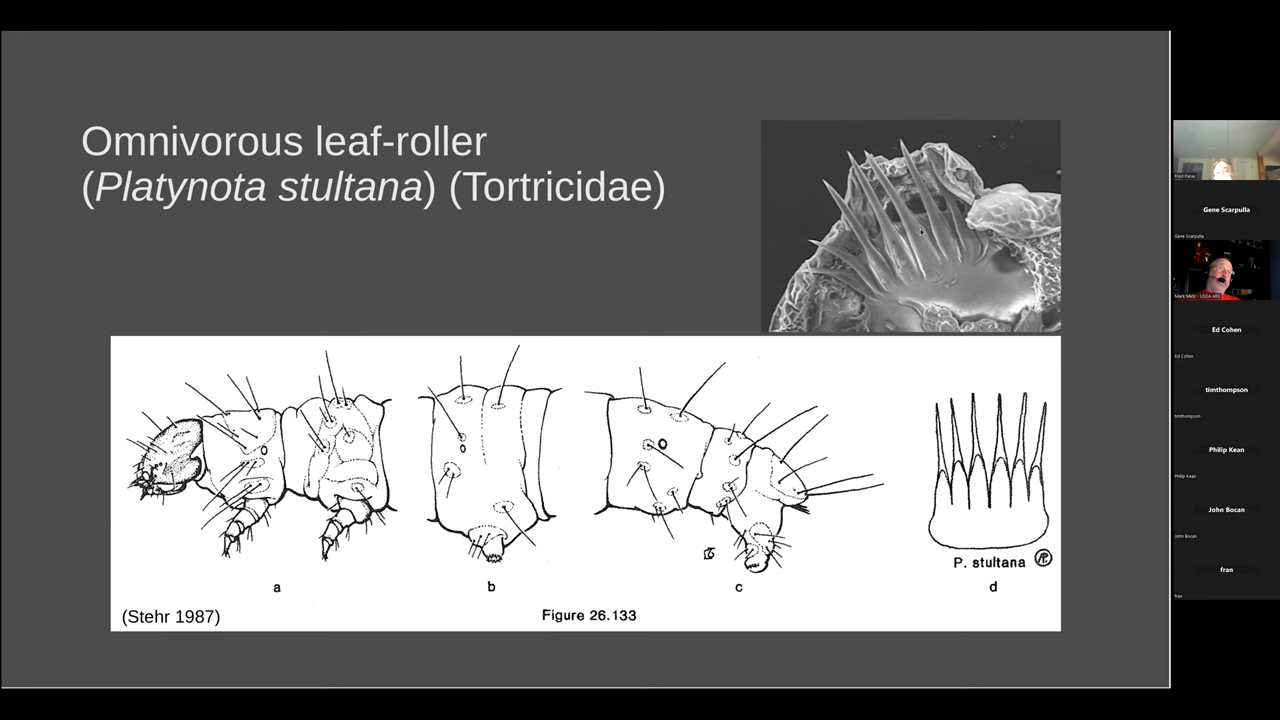 Omnivorous leaf-roller
(Platynota stultana) (Tortricidae)
a
b
c
P. stultana
d
(Stehr 1987)
Figure 26.133
Fred Paras
Gene Scarpulla
Gene Scarpulla
Mark Metz - USDA ARS
Ed Cohen
Ed Cohen
timthompson
timthompson
Philip Kean
Philip Kean
John Bocan
John Bocan
fran
fran